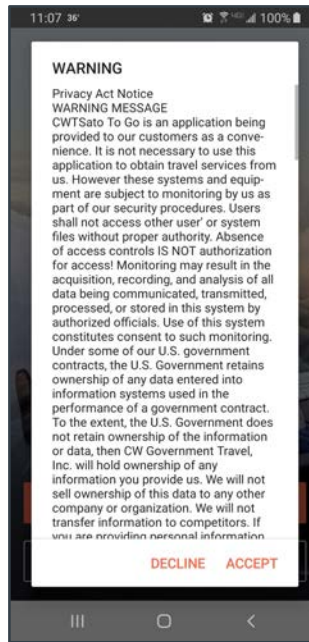 11:07 36° 100%
WARNING
Privacy Act Notice
WARNING MESSAGE
CWTSato To Go is an application being
provided to our customers as a conve-
nience. It is not necessary to use this
application to obtain travel services from
us. However these systems and equip-
ment are subject to monitoring by us as
part of our security procedures. Users
shall not access other user' or system
files without proper authority. Absence
of access controls IS NOT authorization
for access! Monitoring may result in the
acquisition, recording, and analysis of all
data being communicated, transmitted,
processed, or stored in this system by
authorized officials. Use of this system
constitutes consent to such monitoring.
Under some of our U.S. government
contracts, the U.S. Government retains
ownership of any data entered into
information systems used in the
performance of a government contract.
To the extent, the U.S. Government does
not retain ownership of the information
or data, then CW Government Travel,
Inc. will hold ownership of any
information you provide us. We will not
sell ownership of this data to any other
company or organization. We will not
transfer information to competitors. If
you are providing personal information
DECLINE ACCEPT